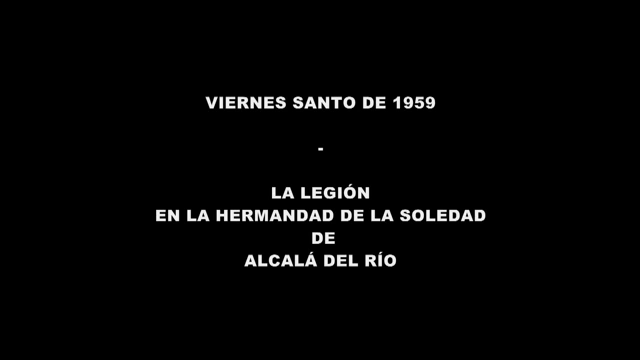 VIERNES SANTO DE 1959
-
LA LEGIÓN
EN LA HERMANDAD DE LA SOLEDAD
DE
ALCALÁ DEL RÍO